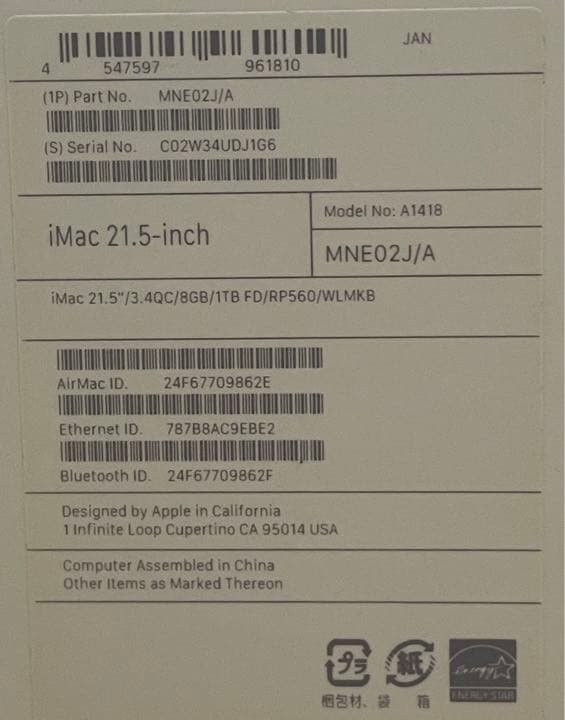 JAN
4 547597 961810
(1P) Part No. MNE02J/A
(S) Serial No. C02W34UDJ1G6
iMac 21.5-inch
Model No: A1418
MNE02J/A
iMac 21.5"/3.4QC/8GB/1TB FD/RP560/WLMKB
AirMac ID. 24F67709862E
Ethernet ID. 787B8AC9EBE2
Bluetooth ID. 24F67709862F
Designed by Apple in California
1 Infinite Loop Cupertino CA 95014 USA
Computer Assembled in China
Other Items as Marked Thereon
プラ 紙 energy
ENERGY STAR
梱包材、袋 箱